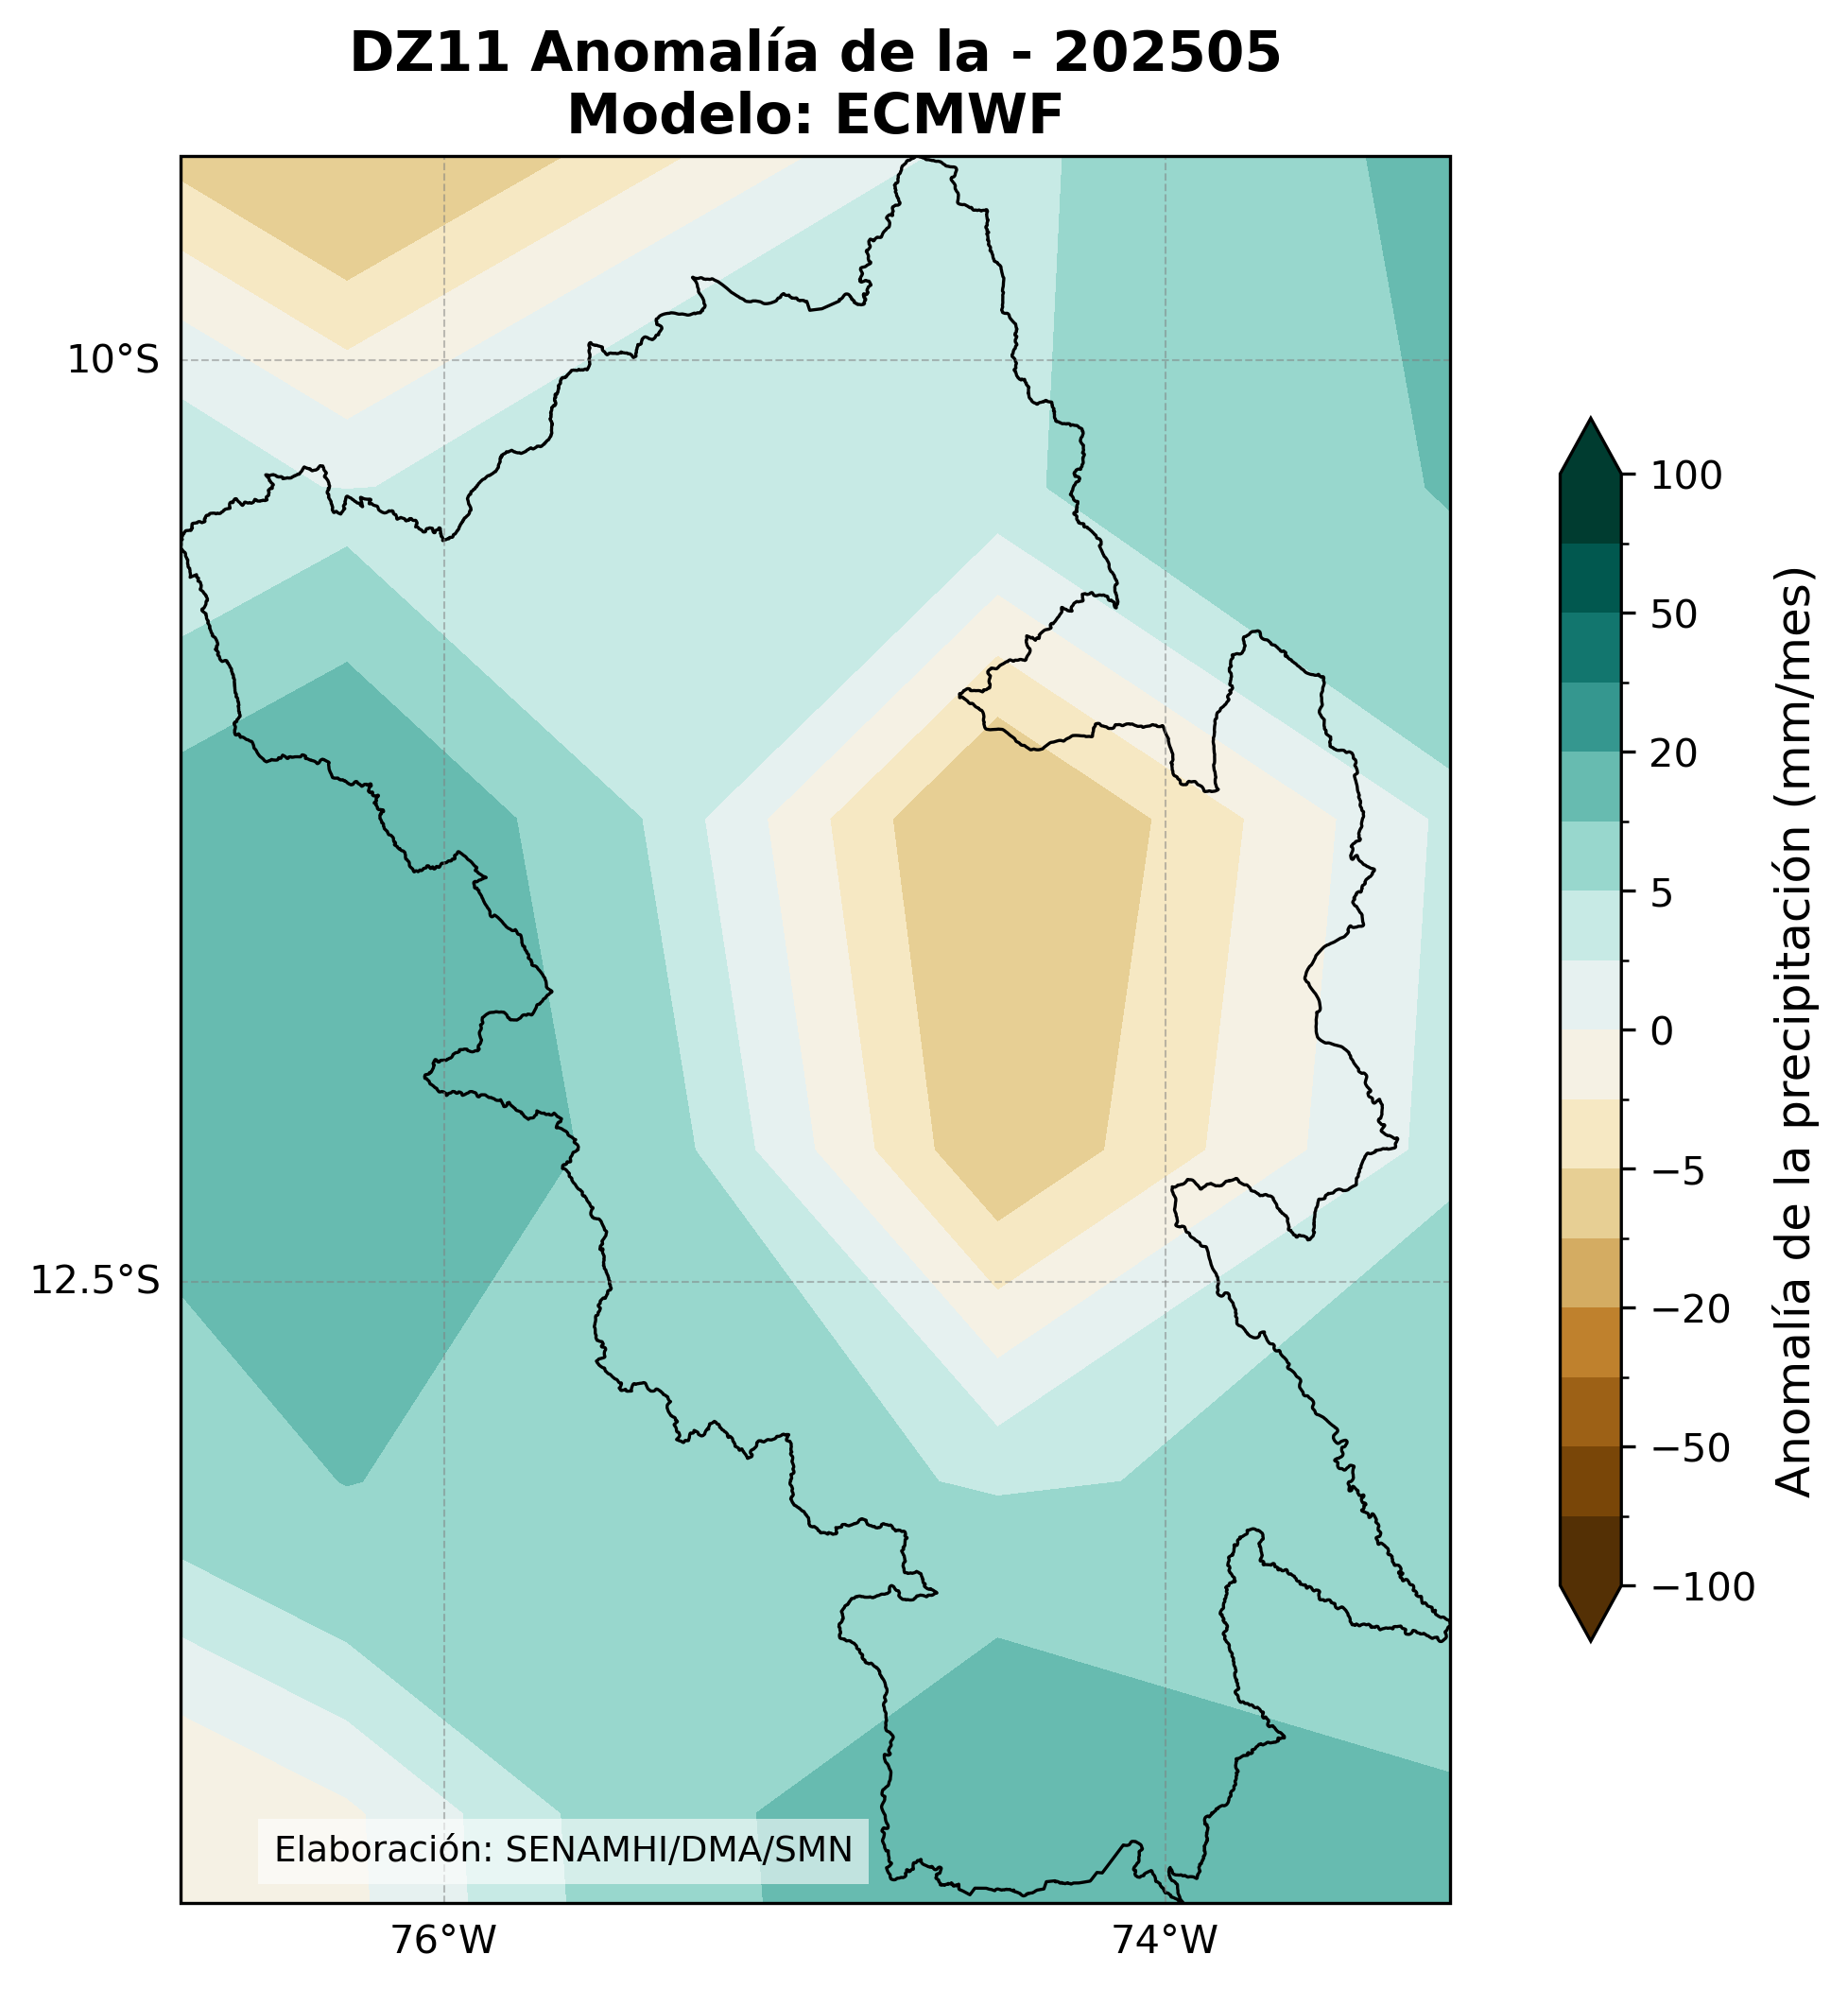 DZ11 Anomalía de la - 202505
Modelo: ECMWF
10°S
12.5°S
76°W
74°W
Elaboración: SENAMHI/DMA/SMN
100
50
20
5
0
−5
−20
−50
−100
Anomalía de la precipitación (mm/mes)